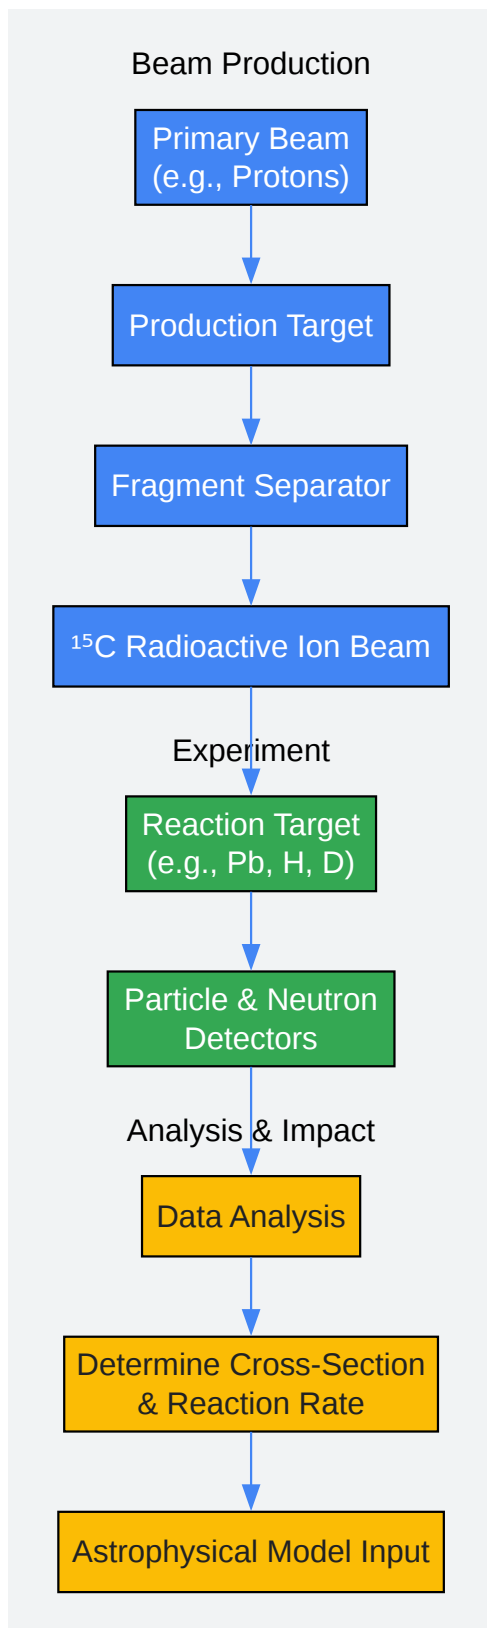 Beam Production
Primary Beam
(e.g., Protons)
Production Target
Fragment Separator
¹⁵C Radioactive Ion Beam
Experiment
Reaction Target
(e.g., Pb, H, D)
Particle & Neutron
Detectors
Analysis & Impact
Data Analysis
Determine Cross-Section
& Reaction Rate
Astrophysical Model Input